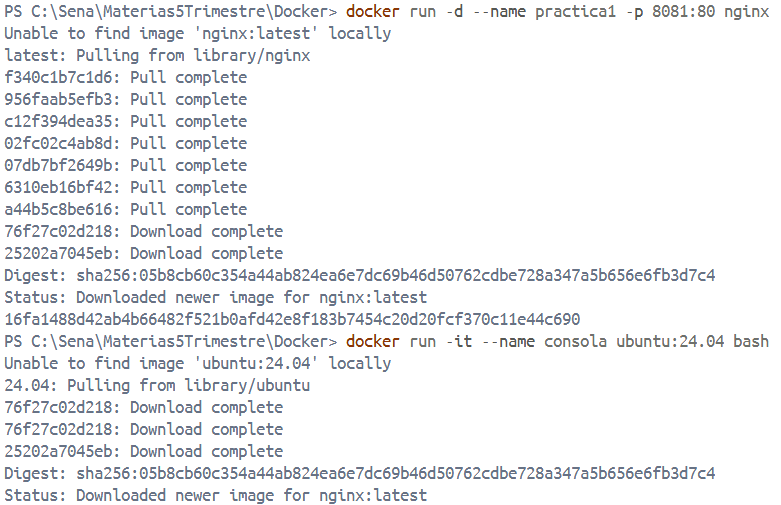 PS C:\Sena\Materias5Trimestre\Docker> docker run -d --name practica1 -p 8081:80 nginx
Unable to find image 'nginx:latest' locally
latest: Pulling from library/nginx
f340c1b7c1d6: Pull complete
956faab5efb3: Pull complete
c12f394dea35: Pull complete
02fc02c4ab8d: Pull complete
07db7bf2649b: Pull complete
6310eb16bf42: Pull complete
a44b5c8be616: Pull complete
76f27c02d218: Download complete
25202a7045eb: Download complete
Digest: sha256:05b8cb60c354a44ab824ea6e7dc69b46d50762cdbe728a347a5b656e6fb3d7c4
Status: Downloaded newer image for nginx:latest
16fa1488d42ab4b66482f521b0afd42e8f183b7454c20d20fcf370c11e44c690
PS C:\Sena\Materias5Trimestre\Docker> docker run -it --name consola ubuntu:24.04 bash
Unable to find image 'ubuntu:24.04' locally
24.04: Pulling from library/ubuntu
76f27c02d218: Download complete
76f27c02d218: Download complete
25202a7045eb: Download complete
Digest: sha256:05b8cb60c354a44ab824ea6e7dc69b46d50762cdbe728a347a5b656e6fb3d7c4
Status: Downloaded newer image for nginx:latest